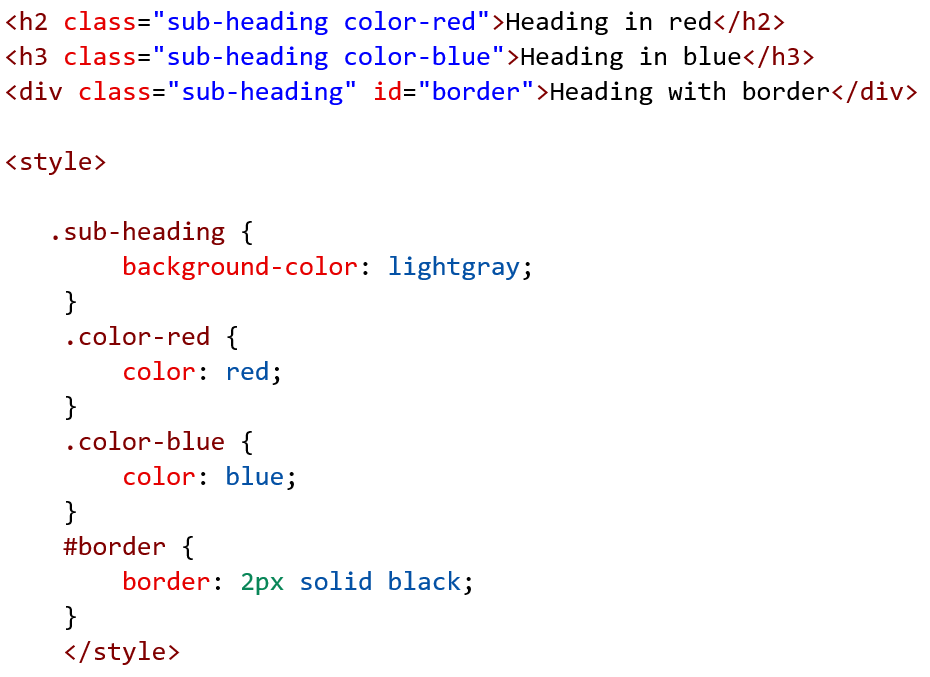 <h2 class="sub-heading color-red">Heading in red</h2>
<h3 class="sub-heading color-blue">Heading in blue</h3>
<div class="sub-heading" id="border">Heading with border</div>
<style>
.sub-heading {
background-color: lightgray;
}
.color-red {
color: red;
}
.color-blue {
color: blue;
}
#border {
border: 2px solid black;
}
</style>